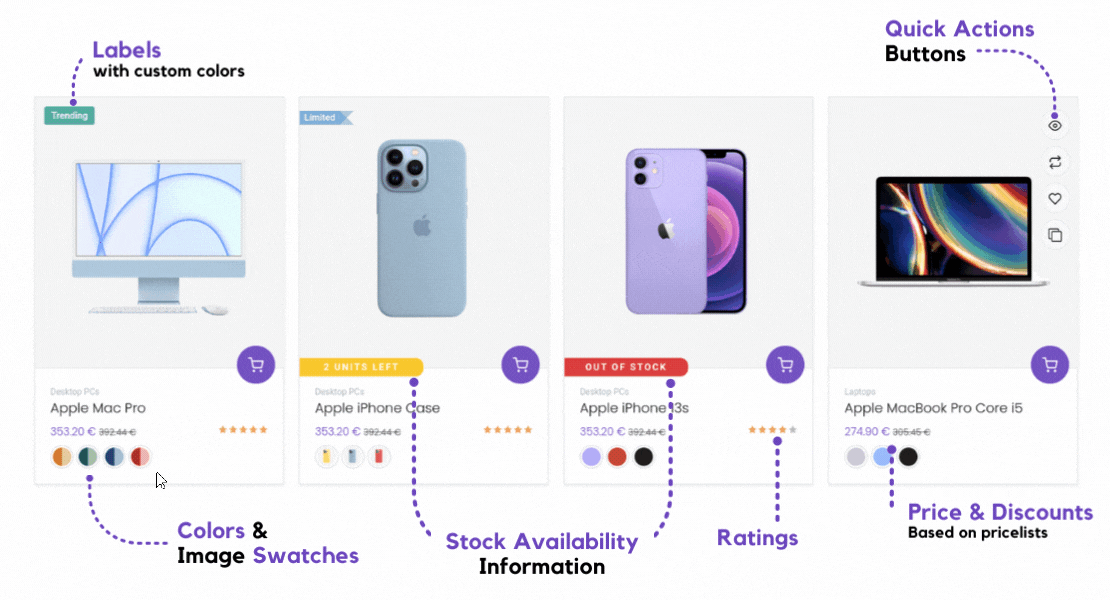 Labels
with custom colors
Quick Actions
Buttons
Trending
Limited
2 UNITS LEFT
OUT OF STOCK
Desktop PCs
Apple Mac Pro
353.20 € 392.44 €
Desktop PCs
Apple iPhone Case
353.20 € 392.44 €
Desktop PCs
Apple iPhone 13s
353.20 € 392.44 €
Laptops
Apple MacBook Pro Core i5
274.90 € 305.45 €
Colors &
Image Swatches
Stock Availability
Information
Ratings
Price & Discounts
Based on pricelists